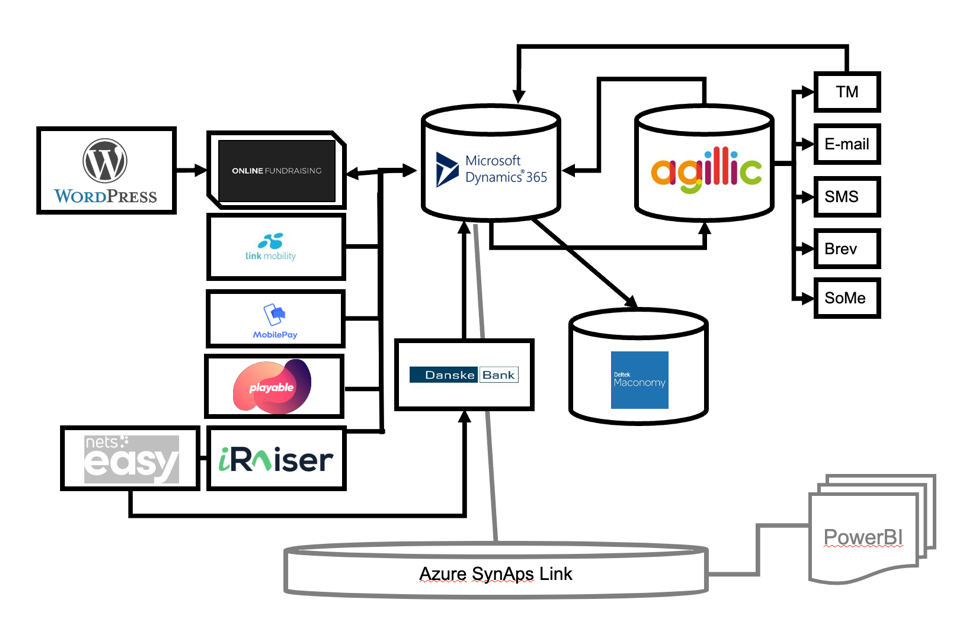 TM
WORDPRESS
ONLINE FUNDRAISING
Microsoft
Dynamics® 365
agillic
E-mail
SMS
link mobility
Brev
SoMe
MobilePay
Danske Bank
Deltek
Maconomy
playable
nets
easy
iRaiser
PowerBI
Azure SynAps Link